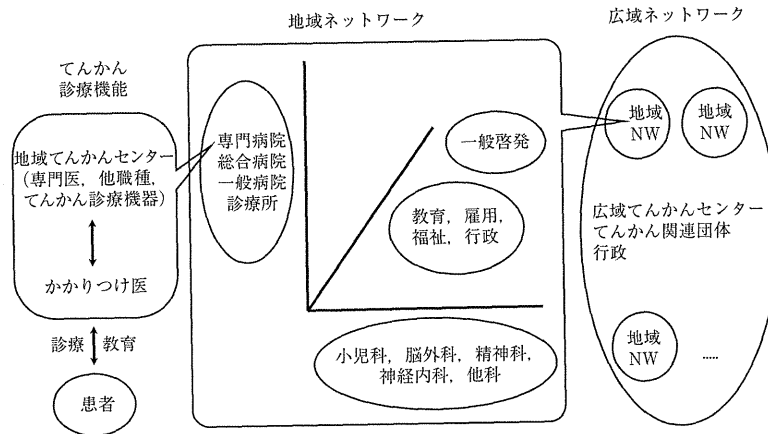 地域ネットワーク
広域ネットワーク
てんかん
診療機能
地域てんかんセンター
(専門医,他職種,
てんかん診療機器)
かかりつけ医
診療
教育
患者
専門病院
総合病院
一般病院
診療所
一般啓発
教育,雇用,
福祉,行政
小児科,脳外科,精神科,
神経内科,他科
地域
NW
地域
NW
広域てんかんセンター
てんかん関連団体
行政
地域
NW
.....